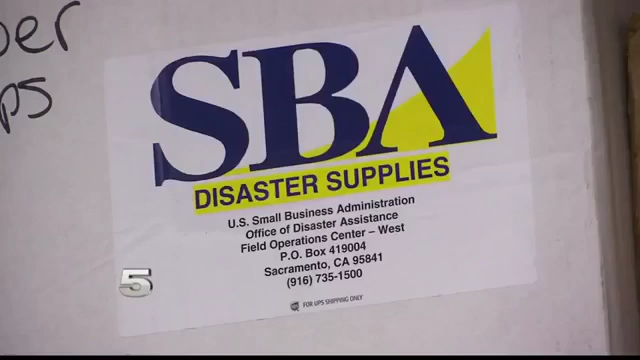 SBA
DISASTER SUPPLIES
U.S. Small Business Administration
Office of Disaster Assistance
Field Operations Center – West
P.O. Box 419004
Sacramento, CA 95841
(916) 735-1500
FOR UPS SHIPPING ONLY
5